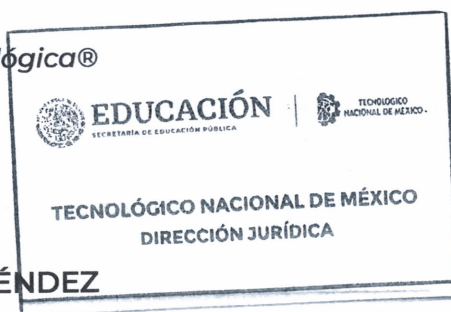 ógica®
EDUCACIÓN
SECRETARÍA DE EDUCACIÓN PÚBLICA
TECNOLÓGICO
NACIONAL DE MÉXICO
TECNOLÓGICO NACIONAL DE MÉXICO
DIRECCIÓN JURÍDICA
ÉNDEZ